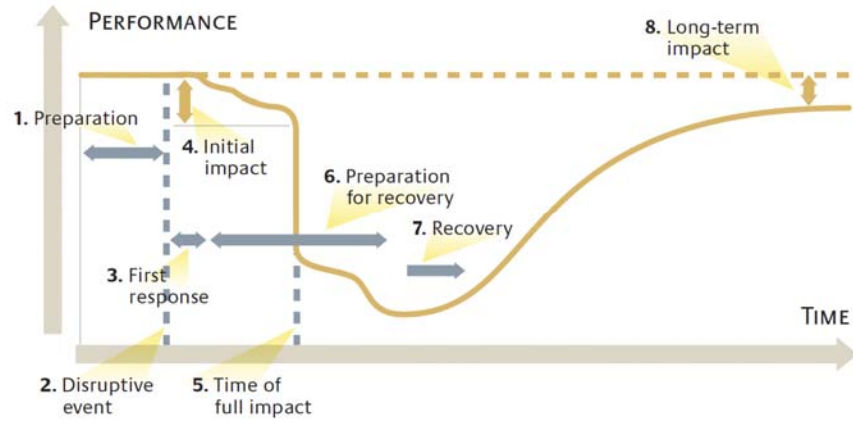 PERFORMANCE
8. Long-term
impact
1. Preparation
4. Initial
impact
6. Preparation
for recovery
7. Recovery
3. First
response
TIME
2. Disruptive
event
5. Time of
full impact